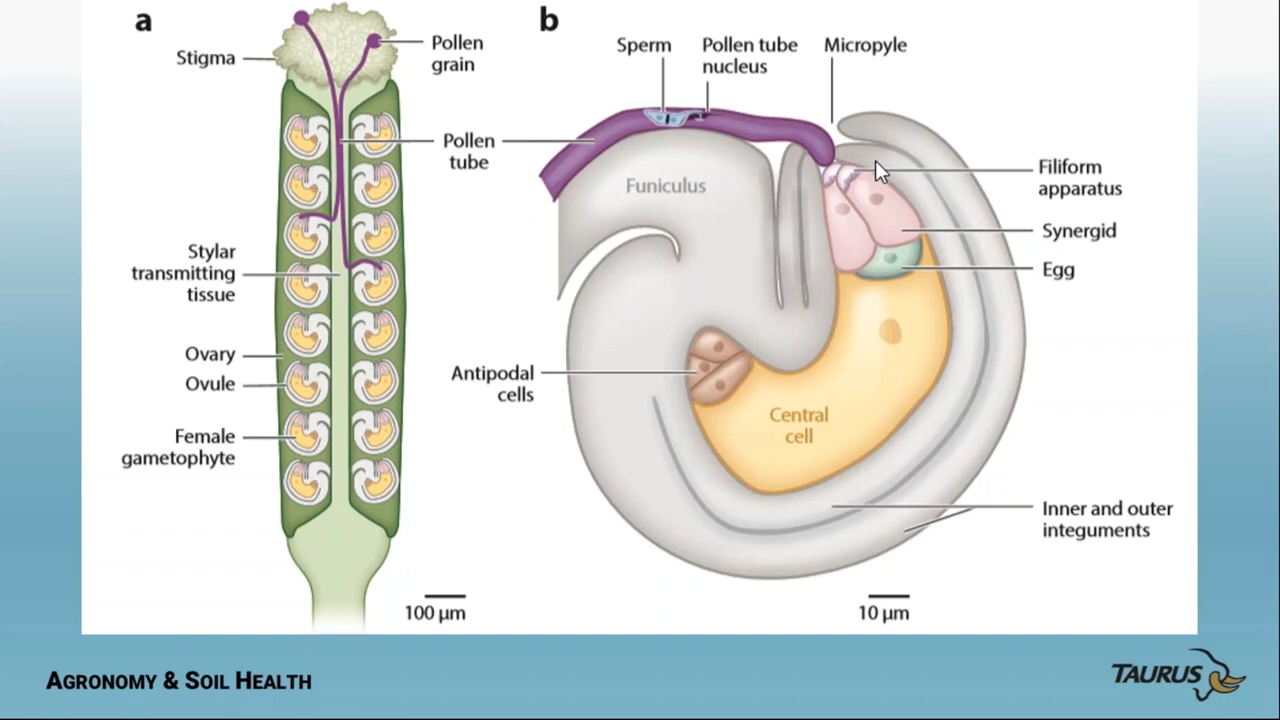 a
Stigma
Pollen
grain
Pollen
tube
Stylar
transmitting
tissue
Ovary
Ovule
Female
gametophyte
100 µm
b
Sperm
Pollen tube
nucleus
Micropyle
Funiculus
Filiform
apparatus
Synergid
Egg
Antipodal
cells
Central
cell
Inner and outer
integuments
10 µm
AGRONOMY & SOIL HEALTH
TAURUS